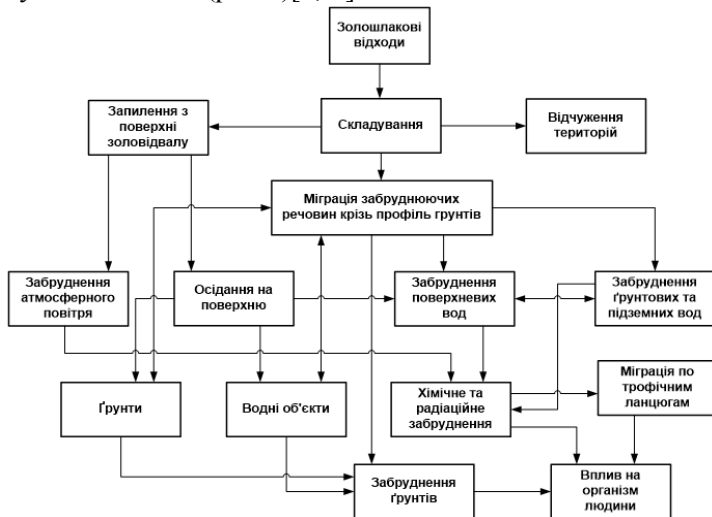 Золошлакові
відходи
Запилення з
поверхні
золовідвалу
Складування
Відчуження
територій
Міграція забруднюючих
речовин крізь профіль грунтів
Забруднення
атмосферного
повітря
Осідання на
поверхню
Забруднення
поверхневих
вод
Забруднення
ґрунтових та
підземних вод
Ґрунти
Водні об'єкти
Хімічне та
радіаційне
забруднення
Міграція по
трофічним
ланцюгам
Забруднення
ґрунтів
Вплив на
організм
людини